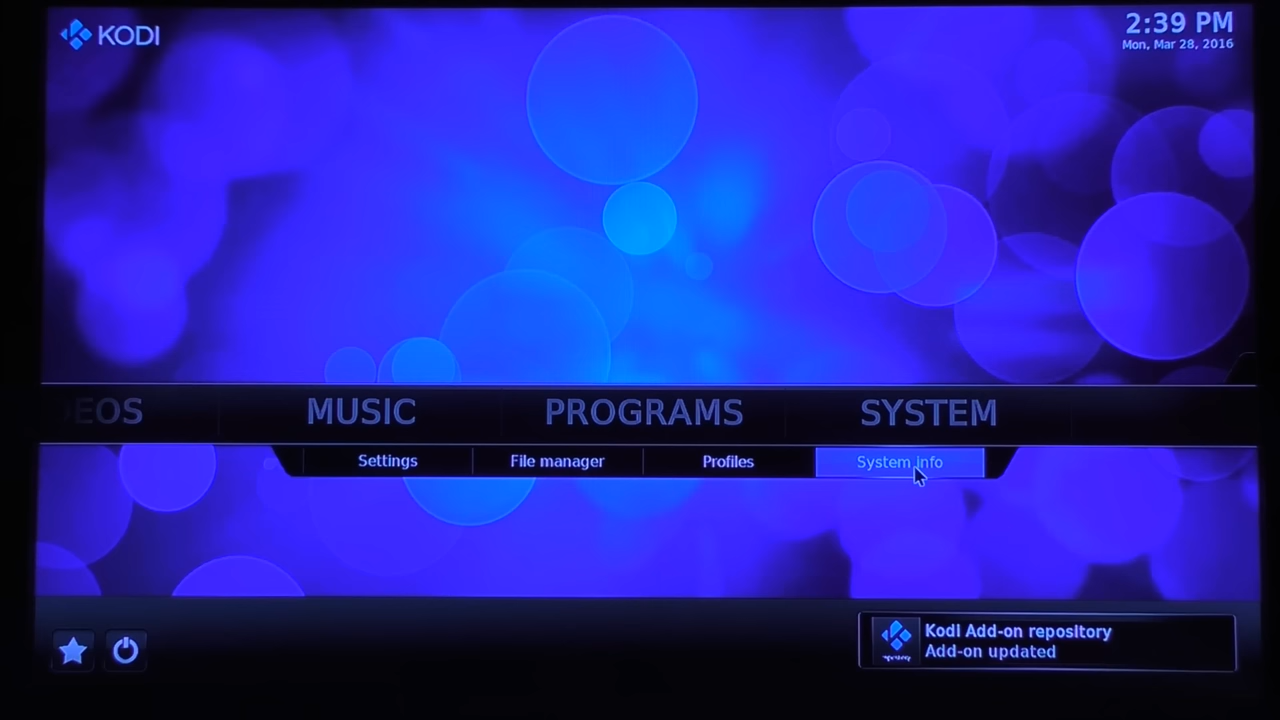 KODI
2:39 PM
Mon, Mar 28, 2016
EOS MUSIC PROGRAMS SYSTEM
Settings File manager Profiles System info
Kodi Add-on repository
Add-on updated